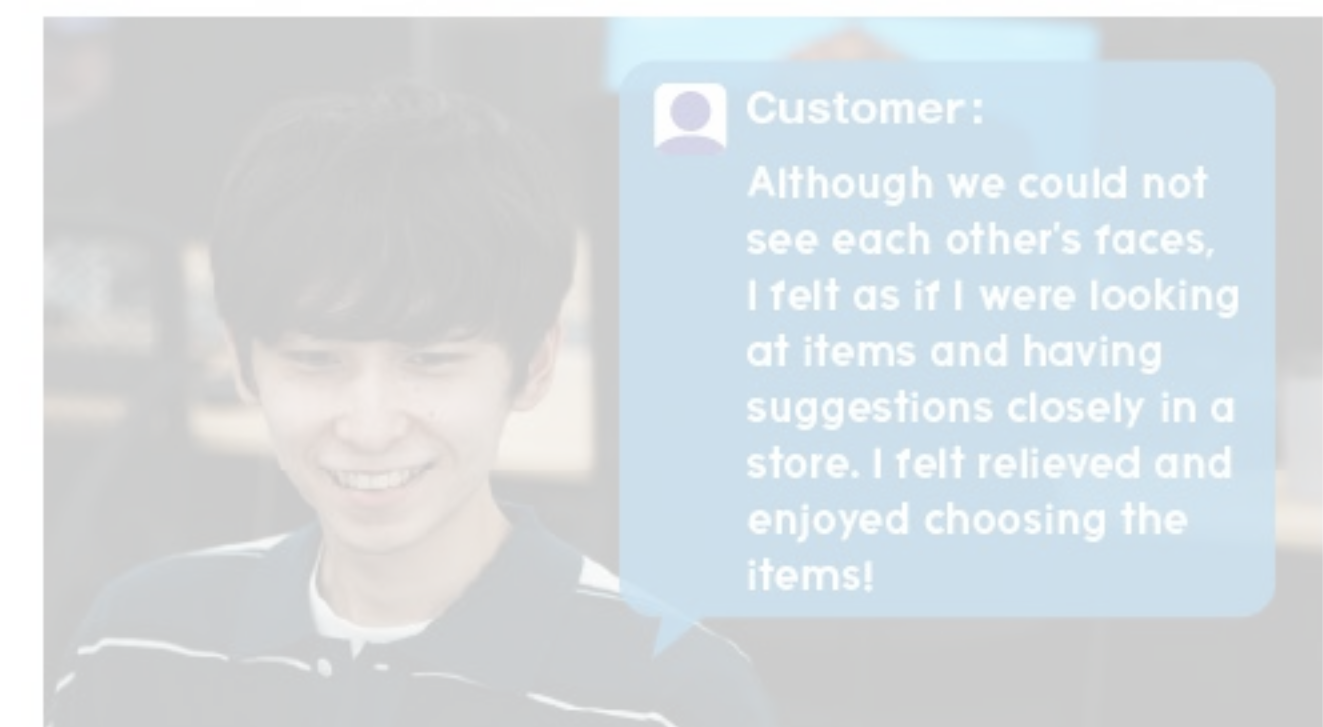 Customer:
Although we could not
see each other's faces,
I felt as if I were looking
at items and having
suggestions closely in a
store. I felt relieved and
enjoyed choosing the
items!